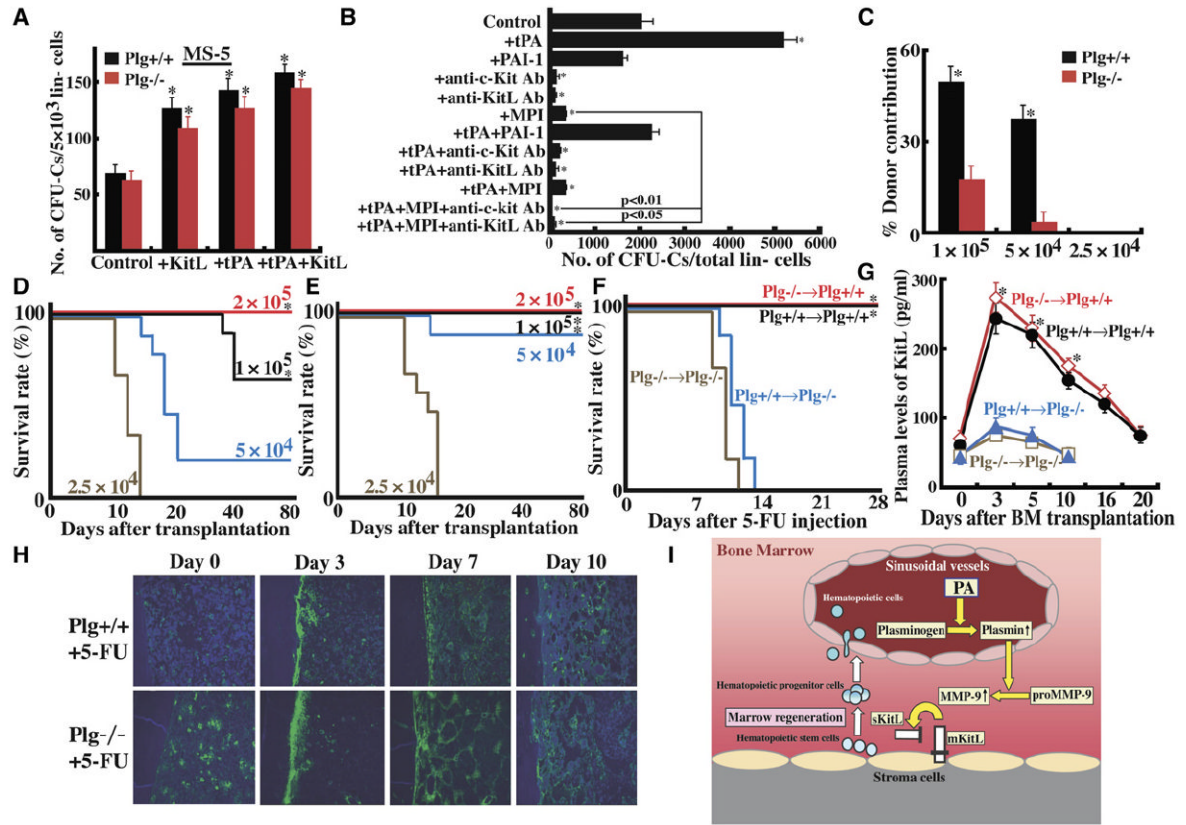 A
No. of CFU-Cs/5×10³ lin- cells
150
100
50
Plg+/+
Plg-/-
MS-5
*
*
*
*
*
*
Control +KitL +tPA +tPA+KitL
B
Control
+tPA
+PAI-1
+anti-c-Kit Ab
+anti-KitL Ab
+MPI
+tPA+PAI-1
+tPA+anti-c-Kit Ab
+tPA+anti-KitL Ab
+tPA+MPI
+tPA+MPI+anti-c-kit Ab
+tPA+MPI+anti-KitL Ab
*
*
*
*
*
*
*
*
*
p<0.01
p<0.05
0 1000 2000 3000 4000 5000 6000
No. of CFU-Cs/total lin- cells
C
% Donor contribution
60
30
0
Plg+/+
Plg-/-
*
*
1×10⁵ 5×10⁴ 2.5×10⁴
D
Survival rate (%)
100
0
2×10⁵*
1×10⁵*
5×10⁴
2.5×10⁴
0 10 20 40 80
Days after transplantation
E
Survival rate (%)
100
0
2×10⁵*
1×10⁵*
*
5×10⁴
2.5×10⁴
0 10 20 40 80
Days after transplantation
F
Survival rate (%)
100
0
Plg-/-→Plg+/+ *
Plg+/+→Plg+/+*
Plg-/-→Plg-/-
Plg+/+→Plg-/-
0 7 14 21 28
Days after 5-FU injection
G
Plasma levels of KitL (pg/ml)
300
200
100
0
*
*
*
Plg-/-→Plg+/+
Plg+/+→Plg+/+
Plg+/+→Plg-/-
Plg-/-→Plg-/-
0 3 5 10 16 20
Days after BM transplantation
H
Day 0 Day 3 Day 7 Day 10
Plg+/+
+5-FU
Plg-/-
+5-FU
I
Bone Marrow
Sinusoidal vessels
PA
Hematopoietic cells
Plasminogen
Plasmin↑
Hematopoietic progenitor cells
MMP-9↑
proMMP-9
Marrow regeneration
sKitL
mKitL
Hematopoietic stem cells
Stroma cells